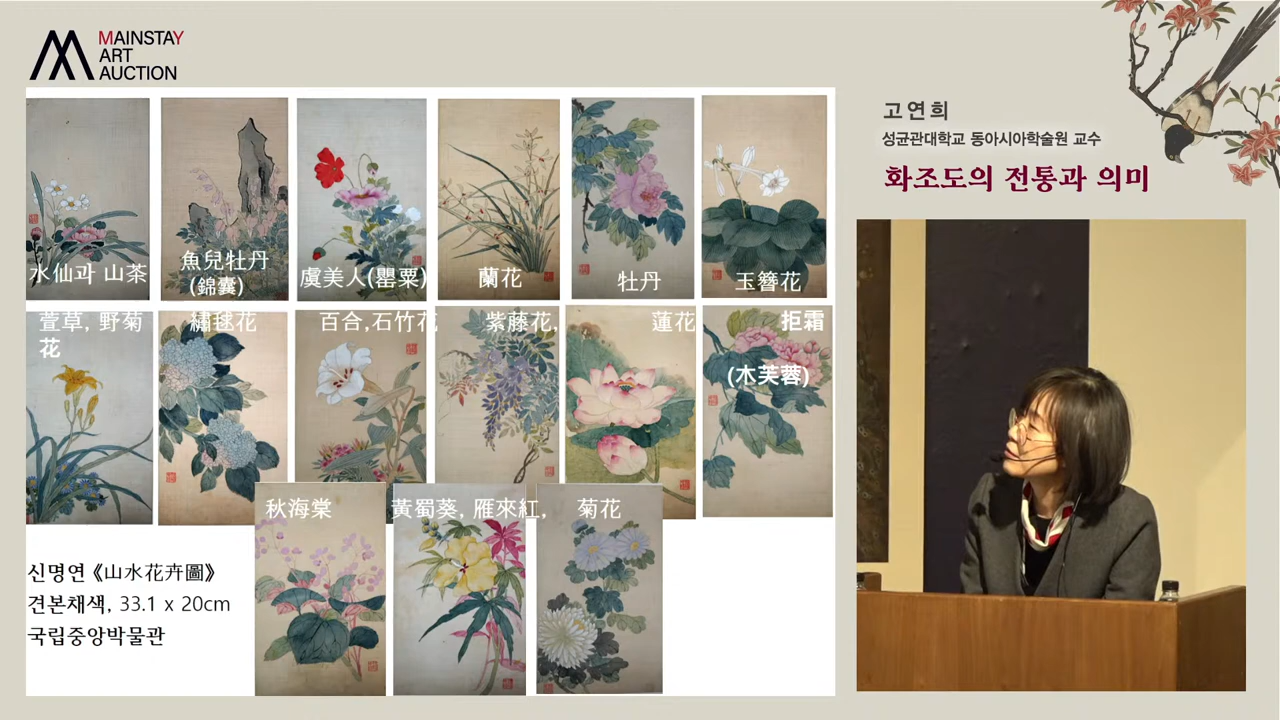 MAINSTAY
ART
AUCTION
고연희
성균관대학교 동아시아학술원 교수
화조도의 전통과 의미
水仙과 山茶
魚兒牡丹
(錦囊)
虞美人(罌粟)
蘭花
牡丹
玉簪花
萱草, 野菊
花
繡毬花
百合,石竹花
紫藤花,
蓮花
拒霜
(木芙蓉)
秋海棠
黃蜀葵, 雁來紅,
菊花
신명연 《山水花卉圖》
견본채색, 33.1 x 20cm
국립중앙박물관